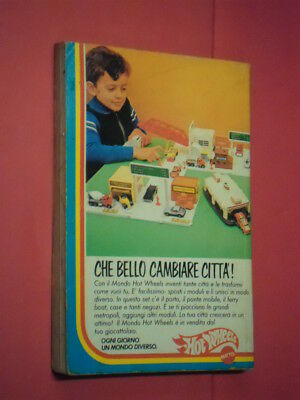 CHE BELLO CAMBIARE CITTÀ!
Con il Mondo Hot Wheels inventi tante città e le trasformi
come vuoi tu. E' facilissimo: sposti i moduli e li unisci in modo
diverso. In questo set c'è il porto, il ponte mobile, il ferry
boat, case e tanti negozi. E se ti piacciono le grandi
metropoli, aggiungi altri moduli. La tua città crescerà in un
attimo! Il Mondo Hot Wheels è in vendita dal
tuo giocattolaio.
OGNI GIORNO
UN MONDO DIVERSO.
Hot Wheels
MATTEL